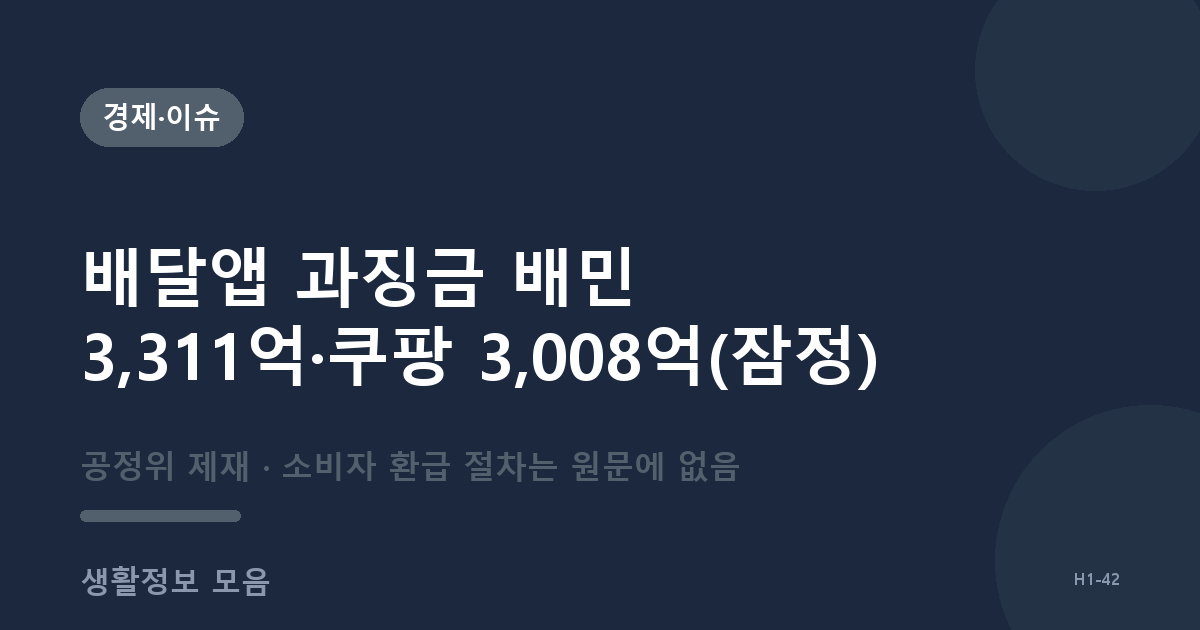 경제·이슈
배달앱 과징금 배민
3,311억·쿠팡 3,008억(잠정)
공정위 제재 · 소비자 환급 절차는 원문에 없음
생활정보 모음
H1-42